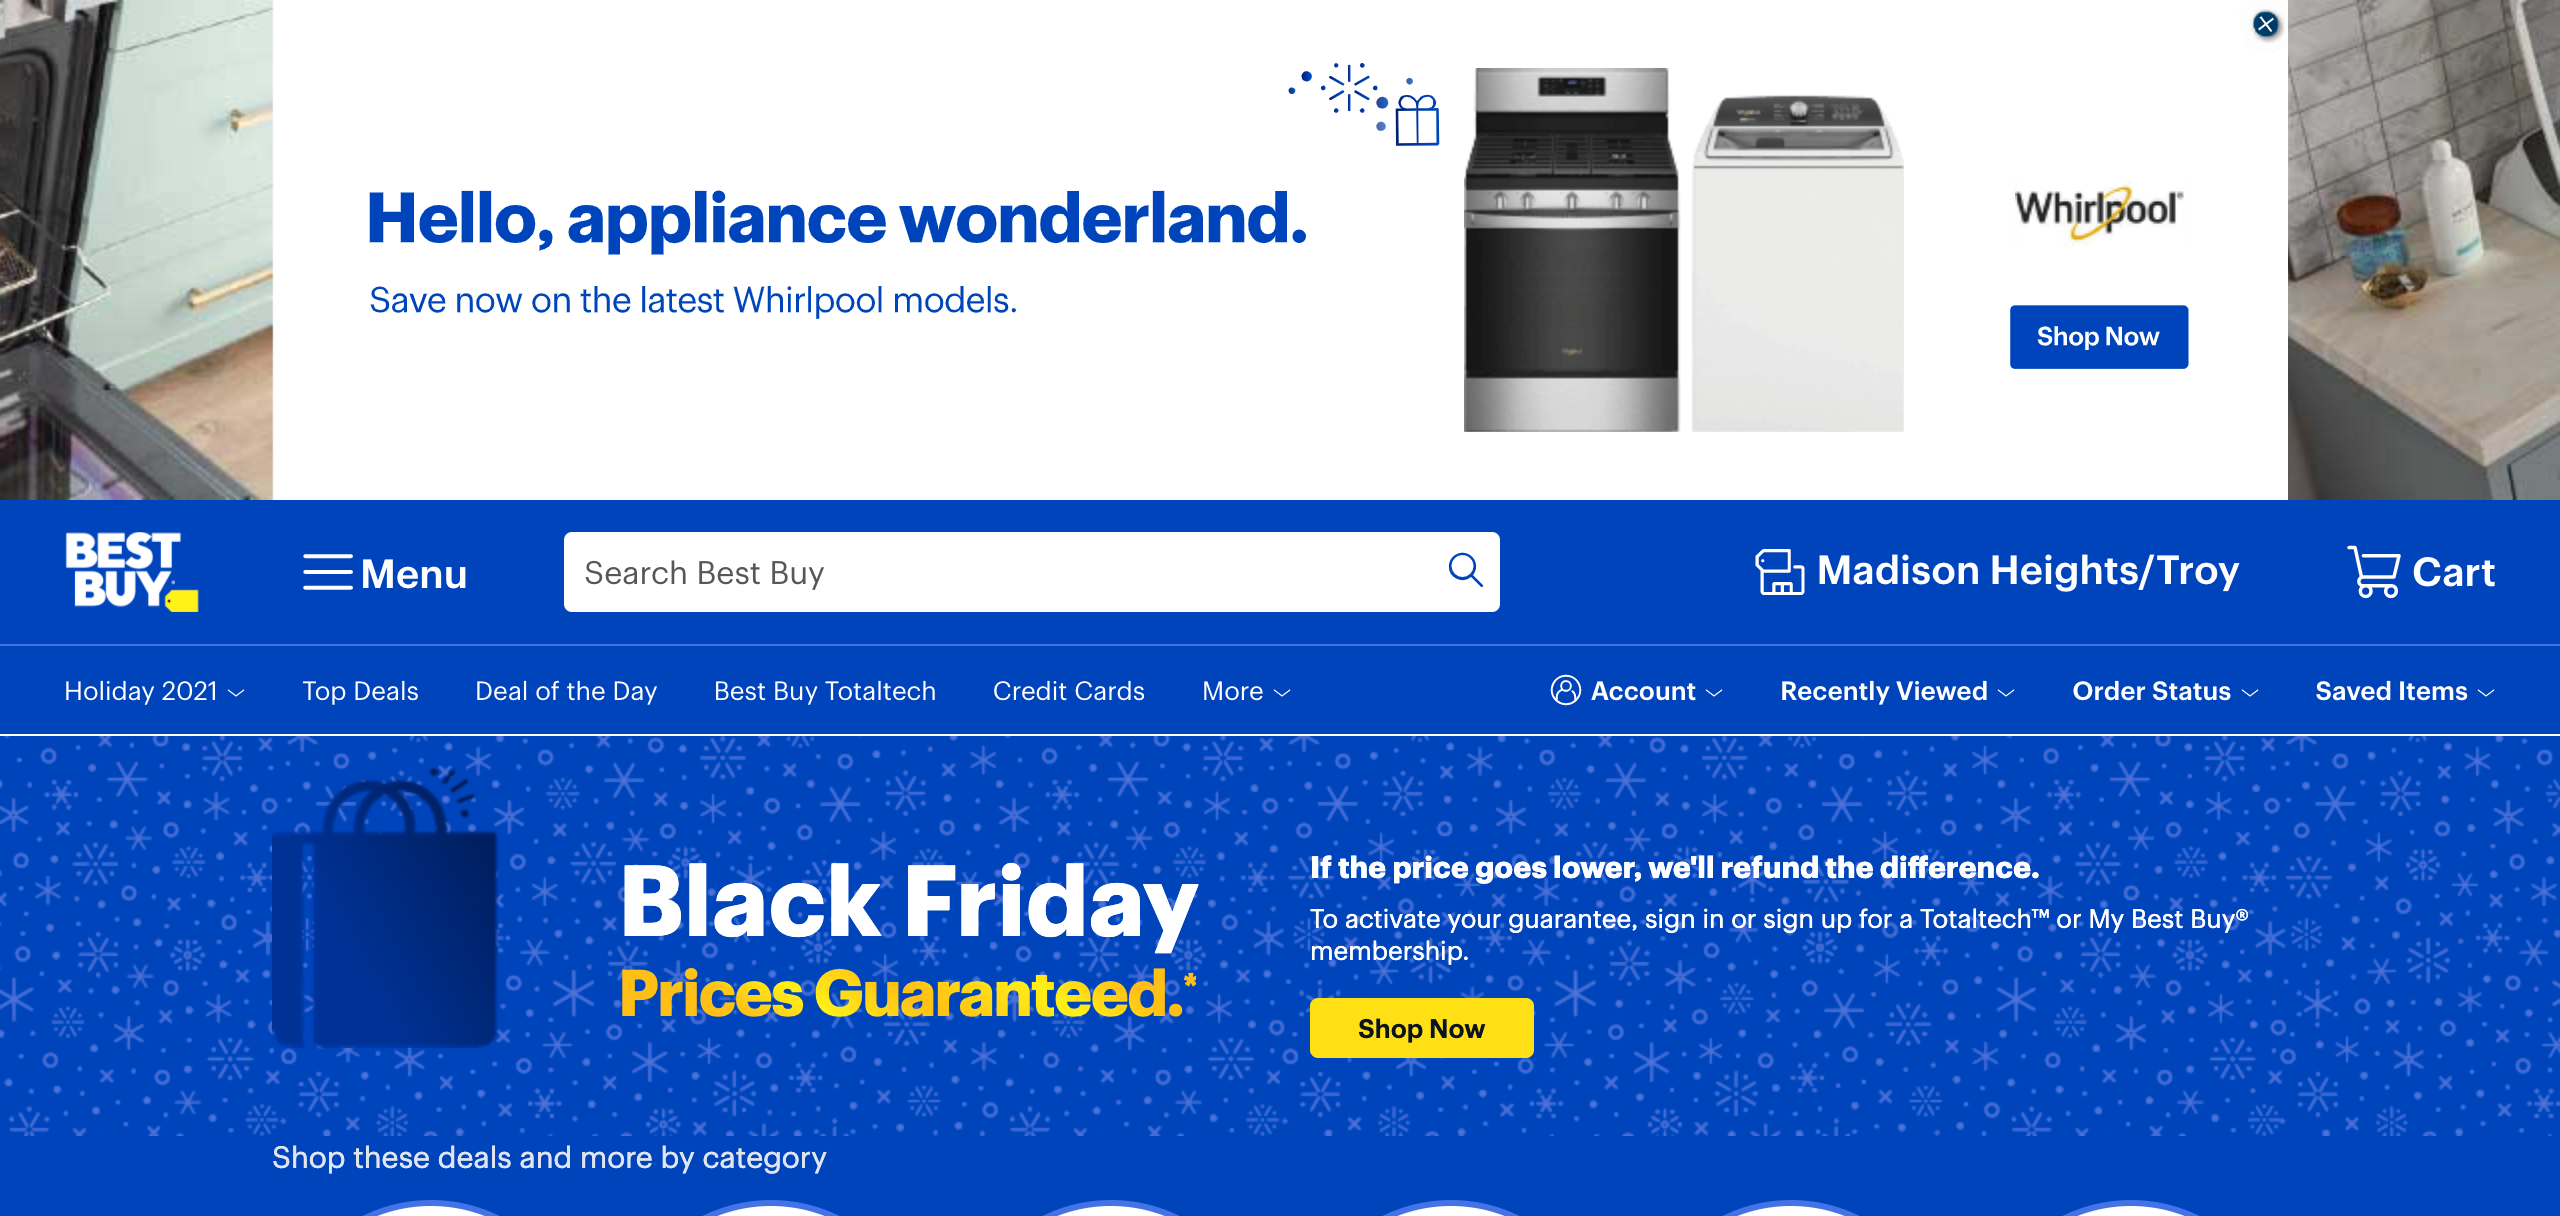 Hello, appliance wonderland.
Save now on the latest Whirlpool models.
Whirlpool
Shop Now
BEST
BUY
Menu
Search Best Buy
Madison Heights/Troy
Cart
Holiday 2021
Top Deals
Deal of the Day
Best Buy Totaltech
Credit Cards
More
Account
Recently Viewed
Order Status
Saved Items
Black Friday
Prices Guaranteed.*
If the price goes lower, we'll refund the difference.
To activate your guarantee, sign in or sign up for a Totaltech™ or My Best Buy®
membership.
Shop Now
Shop these deals and more by category